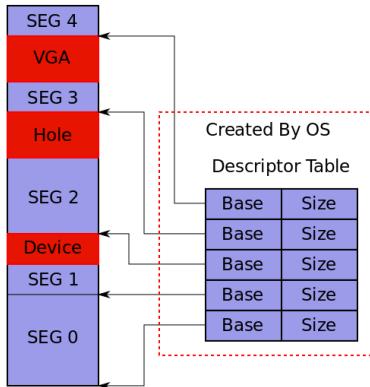 SEG 4
VGA
SEG 3
Hole
SEG 2
Device
SEG 1
SEG 0
Created By OS
Descriptor Table
Base Size
Base Size
Base Size
Base Size
Base Size